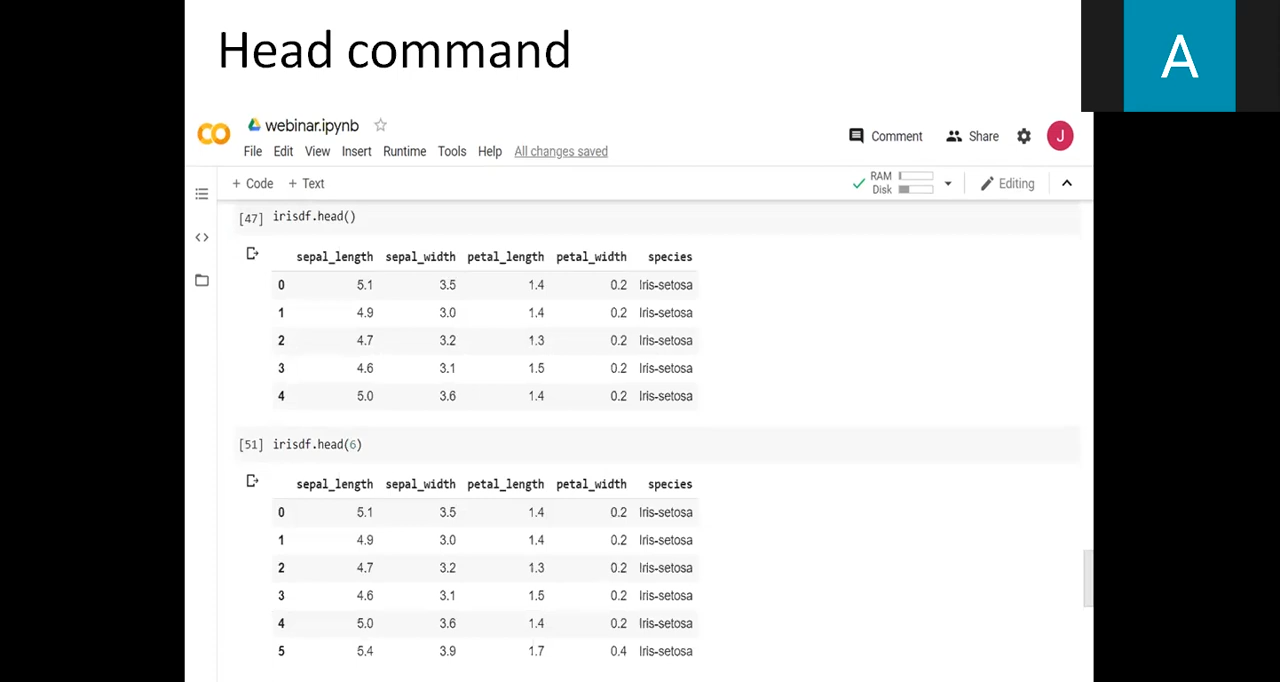 Head command
A
CO
webinar.ipynb
Comment
Share
J
File Edit View Insert Runtime Tools Help All changes saved
+ Code + Text
RAM
Disk
Editing
[47] irisdf.head()
sepal_length sepal_width petal_length petal_width species
0 5.1 3.5 1.4 0.2 Iris-setosa
1 4.9 3.0 1.4 0.2 Iris-setosa
2 4.7 3.2 1.3 0.2 Iris-setosa
3 4.6 3.1 1.5 0.2 Iris-setosa
4 5.0 3.6 1.4 0.2 Iris-setosa
[51] irisdf.head(6)
sepal_length sepal_width petal_length petal_width species
0 5.1 3.5 1.4 0.2 Iris-setosa
1 4.9 3.0 1.4 0.2 Iris-setosa
2 4.7 3.2 1.3 0.2 Iris-setosa
3 4.6 3.1 1.5 0.2 Iris-setosa
4 5.0 3.6 1.4 0.2 Iris-setosa
5 5.4 3.9 1.7 0.4 Iris-setosa